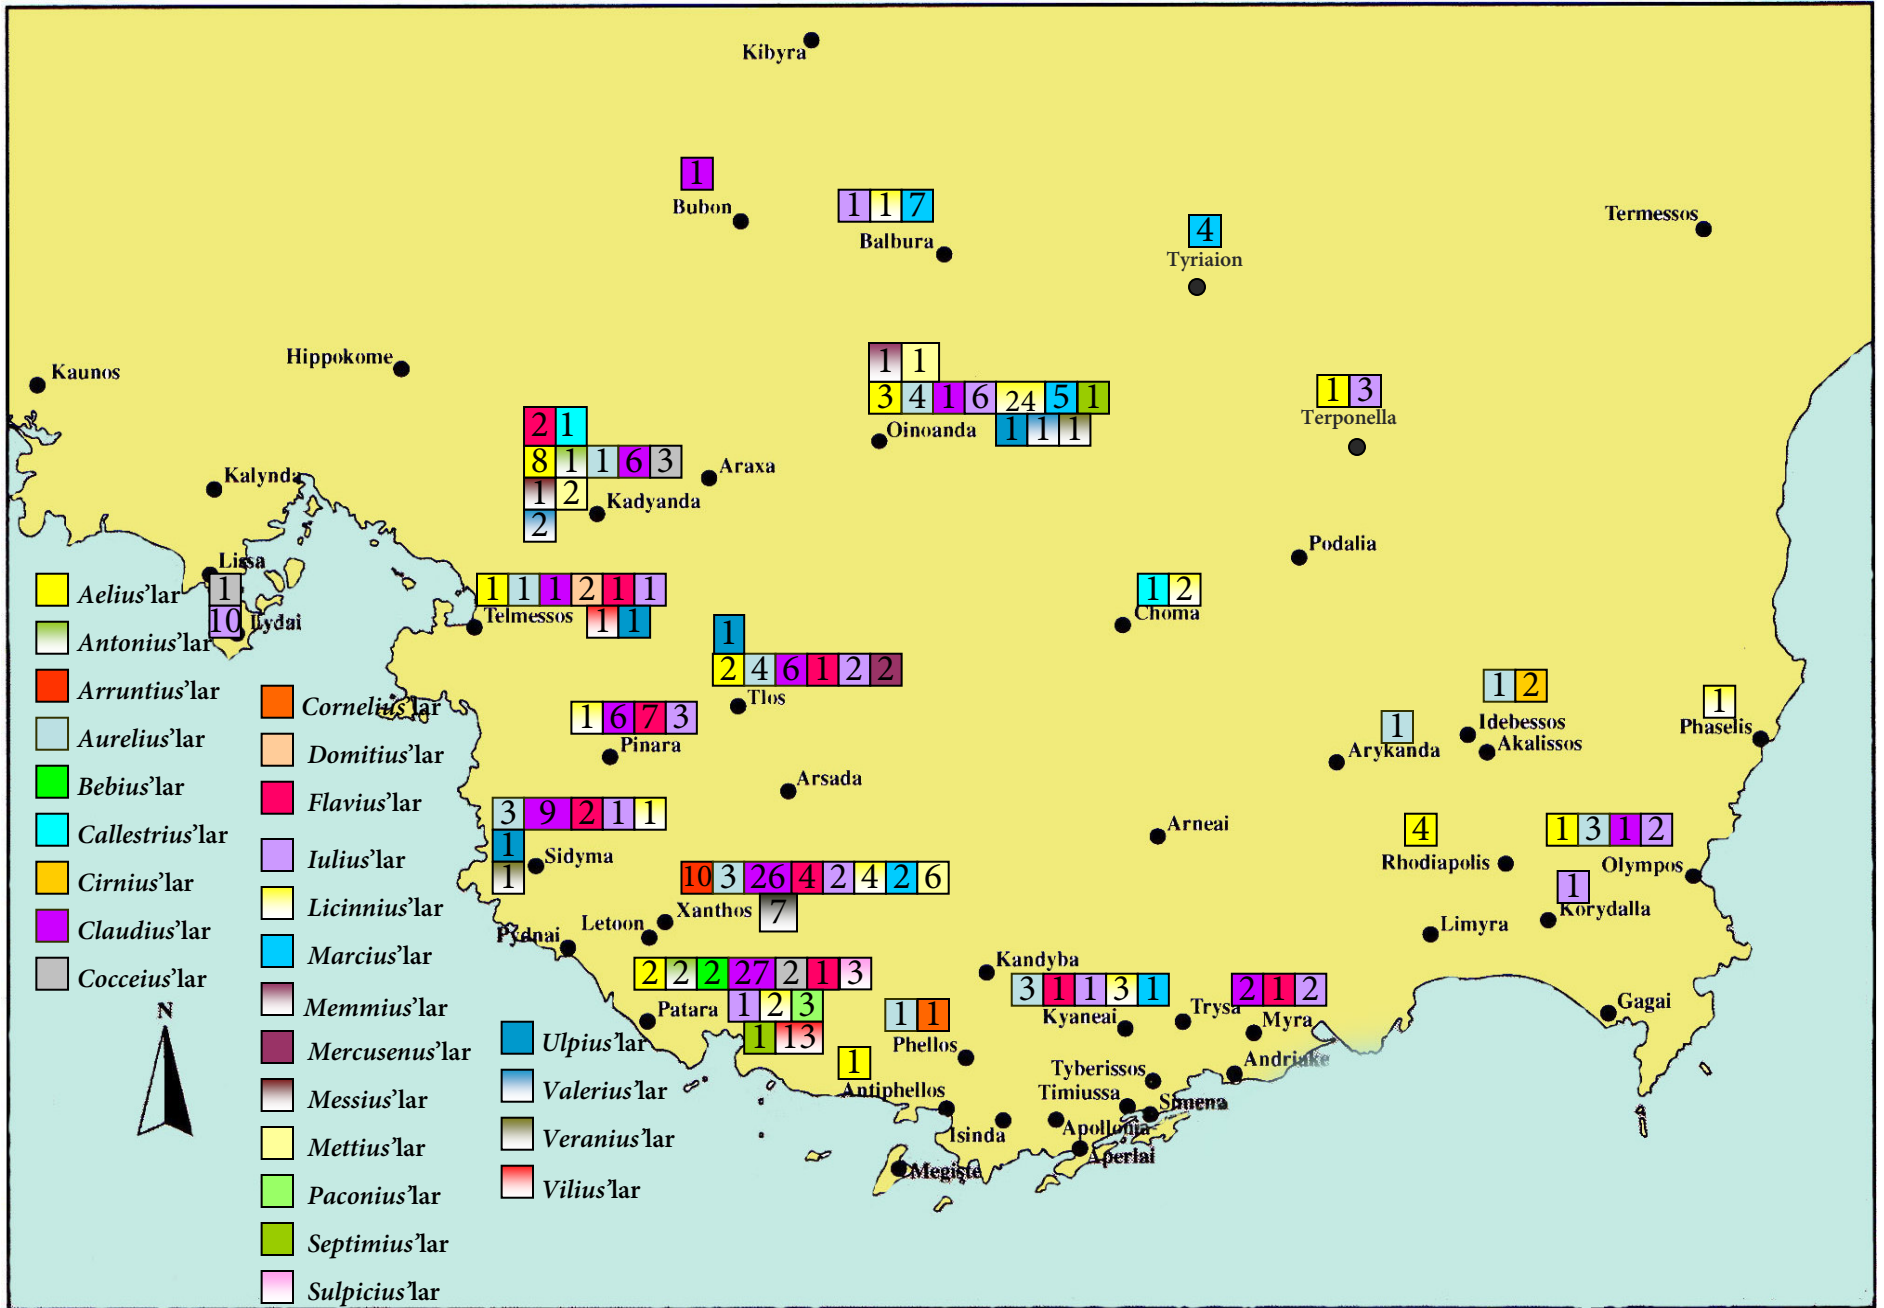 Kibyra
1
Bubon
1 1 7
Balbura
4
Tyriaion
Termessos
Kaunos
Hippokome
1 1
3 4 1 6 24 5 1
Oinoanda
1 1 1
1 3
Terponella
2 1
8 1 1 6 3
1 2
2
Kadyanda
Araxa
Kalynda
Podalia
Lissa
1
10
Lydai
1 1 1 2 1 1
Telmessos
1 1
1 2
Choma
1
2 4 6 1 2 2
Tlos
1 6 7 3
Pinara
1 2
Idebessos
Akalissos
1
Arykanda
1
Phaselis
Arsada
3 9 2 1 1
1
1
Sidyma
Arneai
4
Rhodiapolis
1 3 1 2
Olympos
1
Korydalla
10 3 26 4 2 4 2 6
7
Xanthos
Letoon
Pydnai
Limyra
2 2 2 27 2 1 3
1 2 3
1 13
Patara
Kandyba
3 1 1 3 1
Kyaneai
Trysa
2 1 2
Myra
Gagai
1 1
Phellos
1
Antiphellos
Andriake
Tyberissos
Timiussa
Simena
Isinda
Apollonia
Aperlai
Megiste
Aelius'lar
Antonius'lar
Arruntius'lar
Aurelius'lar
Bebius'lar
Callestrius'lar
Cirnius'lar
Claudius'lar
Cocceius'lar
Cornelius'lar
Domitius'lar
Flavius'lar
Iulius'lar
Licinnius'lar
Marcius'lar
Memmius'lar
Mercusenus'lar
Messius'lar
Mettius'lar
Paconius'lar
Septimius'lar
Sulpicius'lar
Ulpius'lar
Valerius'lar
Veranius'lar
Vilius'lar
N